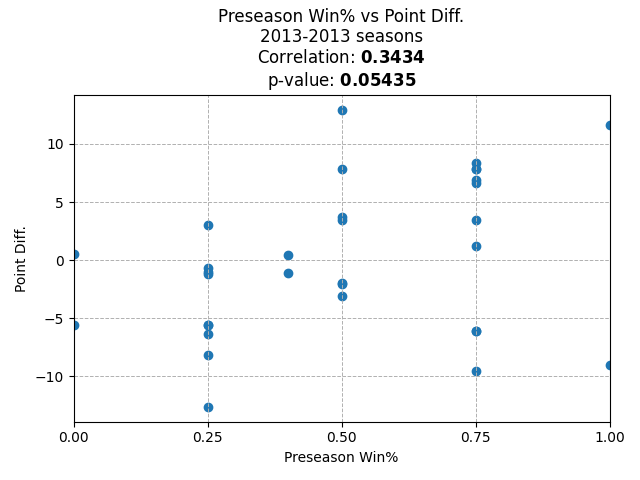 Preseason Win% vs Point Diff.
2013-2013 seasons
Correlation: 0.3434
p-value: 0.05435
10
5
0
−5
−10
Point Diff.
0.00 0.25 0.50 0.75 1.00
Preseason Win%